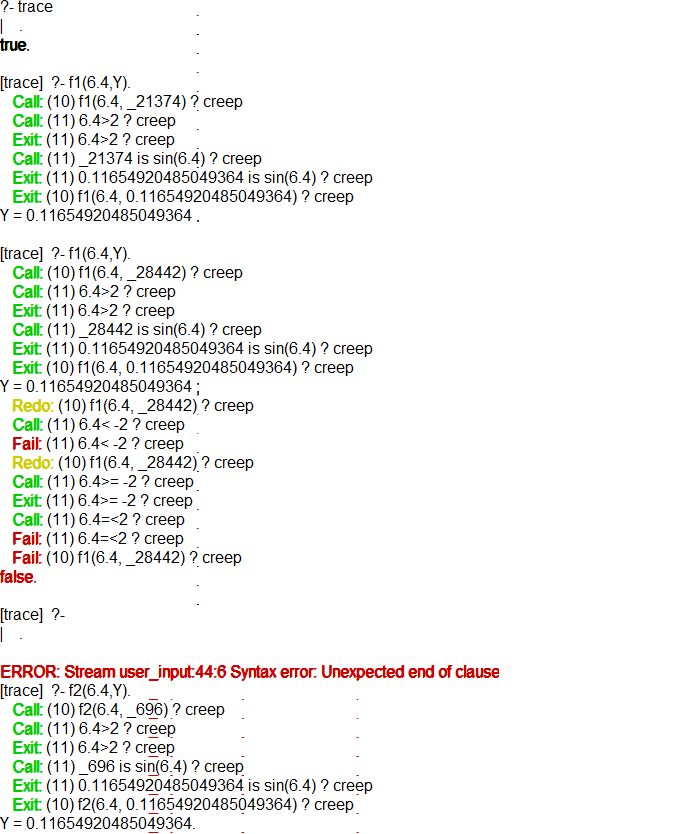 ?- trace
|    .
true.
[trace]  ?- f1(6.4,Y).
Call: (10) f1(6.4, _21374) ? creep
Call: (11) 6.4>2 ? creep
Exit: (11) 6.4>2 ? creep
Call: (11) _21374 is sin(6.4) ? creep
Exit: (11) 0.11654920485049364 is sin(6.4) ? creep
Exit: (10) f1(6.4, 0.11654920485049364) ? creep
Y = 0.11654920485049364 .
[trace]  ?- f1(6.4,Y).
Call: (10) f1(6.4, _28442) ? creep
Call: (11) 6.4>2 ? creep
Exit: (11) 6.4>2 ? creep
Call: (11) _28442 is sin(6.4) ? creep
Exit: (11) 0.11654920485049364 is sin(6.4) ? creep
Exit: (10) f1(6.4, 0.11654920485049364) ? creep
Y = 0.11654920485049364 ;
Redo: (10) f1(6.4, _28442) ? creep
Call: (11) 6.4< -2 ? creep
Fail: (11) 6.4< -2 ? creep
Redo: (10) f1(6.4, _28442) ? creep
Call: (11) 6.4>= -2 ? creep
Exit: (11) 6.4>= -2 ? creep
Call: (11) 6.4=<2 ? creep
Fail: (11) 6.4=<2 ? creep
Fail: (10) f1(6.4, _28442) ? creep
false.
[trace]  ?-
|    .
ERROR: Stream user_input:44:6 Syntax error: Unexpected end of clause
[trace]  ?- f2(6.4,Y).
Call: (10) f2(6.4, _696) ? creep
Call: (11) 6.4>2 ? creep
Exit: (11) 6.4>2 ? creep
Call: (11) _696 is sin(6.4) ? creep
Exit: (11) 0.11654920485049364 is sin(6.4) ? creep
Exit: (10) f2(6.4, 0.11654920485049364) ? creep
Y = 0.11654920485049364.